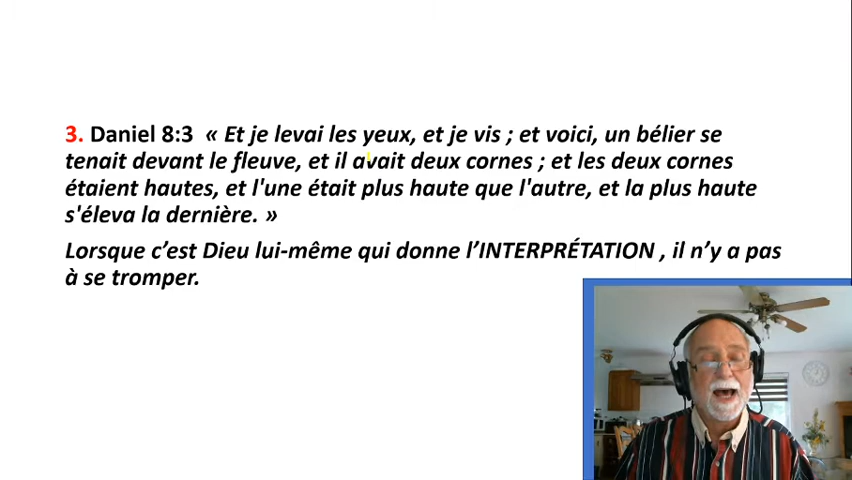 3. Daniel 8:3 « Et je levai les yeux, et je vis ; et voici, un bélier se
tenait devant le fleuve, et il avait deux cornes ; et les deux cornes
étaient hautes, et l'une était plus haute que l'autre, et la plus haute
s'éleva la dernière. »
Lorsque c’est Dieu lui-même qui donne l’INTERPRÉTATION , il n’y a pas
à se tromper.